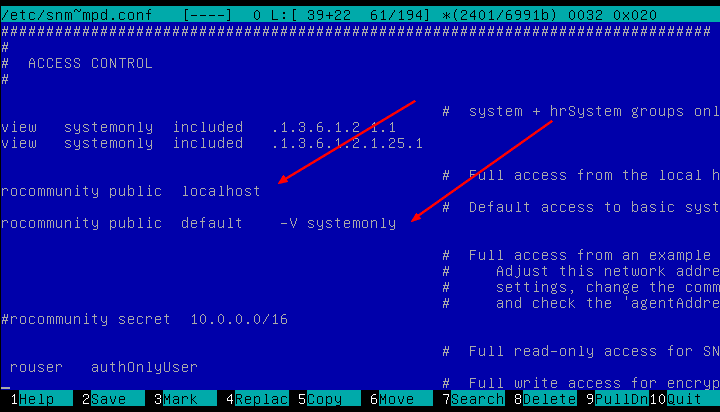 /etc/snm~mpd.conf [----] 0 L:[ 39+22 61/194] *(2401/6991b) 0032 0x020
###############################################################################
#
# ACCESS CONTROL
#
# system + hrSystem groups onl
view systemonly included .1.3.6.1.2.1.1
view systemonly included .1.3.6.1.2.1.25.1
# Full access from the local h
rocommunity public localhost
# Default access to basic syst
rocommunity public default -V systemonly
# Full access from an example
# Adjust this network addre
# settings, change the comm
# and check the 'agentAddre
#rocommunity secret 10.0.0.0/16
# Full read-only access for SN
rouser authOnlyUser
# Full write access for encryp
1Help 2Save 3Mark 4Replac 5Copy 6Move 7Search 8Delete 9PullDn 10Quit